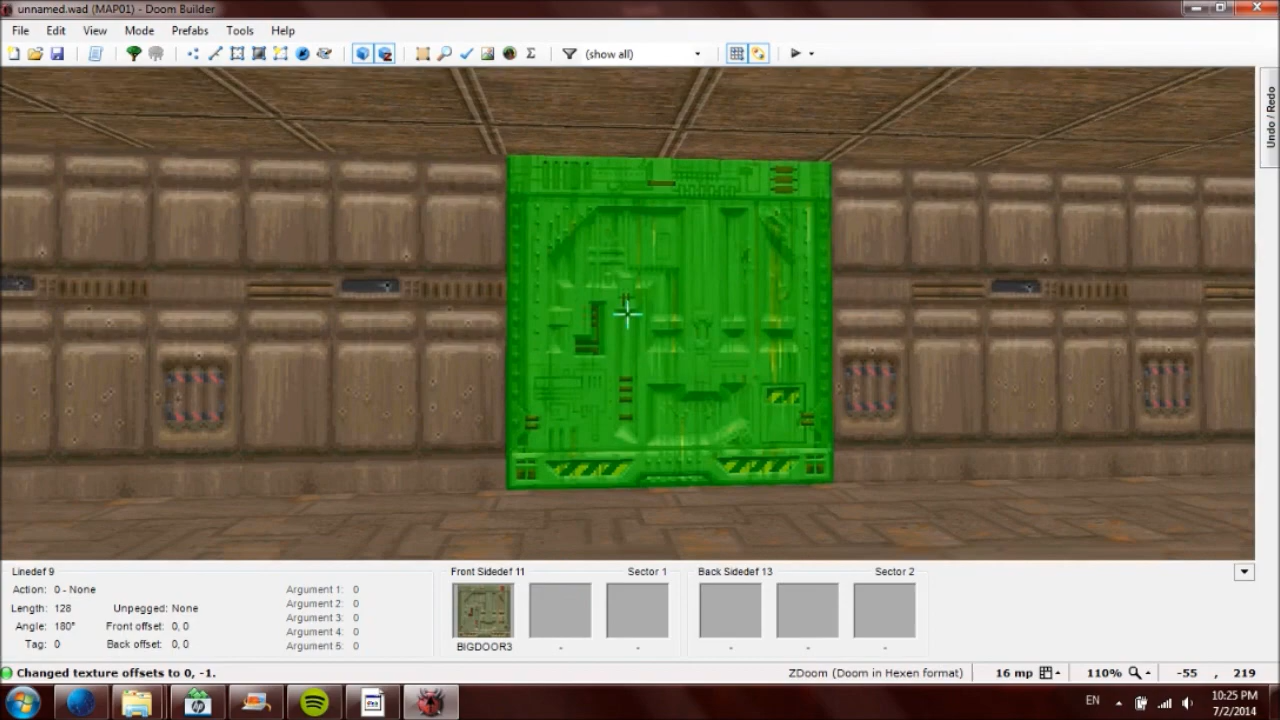 unnamed.wad (MAP01) - Doom Builder
File Edit View Mode Prefabs Tools Help
(show all)
Undo / Redo
Linedef 9
Action: 0 - None
Length: 128 Unpegged: None
Angle: 180° Front offset: 0, 0
Tag: 0 Back offset: 0, 0
Argument 1: 0
Argument 2: 0
Argument 3: 0
Argument 4: 0
Argument 5: 0
Front Sidedef 11 Sector 1
BIGDOOR3 - -
Back Sidedef 13 Sector 2
- - -
Changed texture offsets to 0, -1.
ZDoom (Doom in Hexen format) 16 mp 110% -55 , 219
EN
10:25 PM
7/2/2014